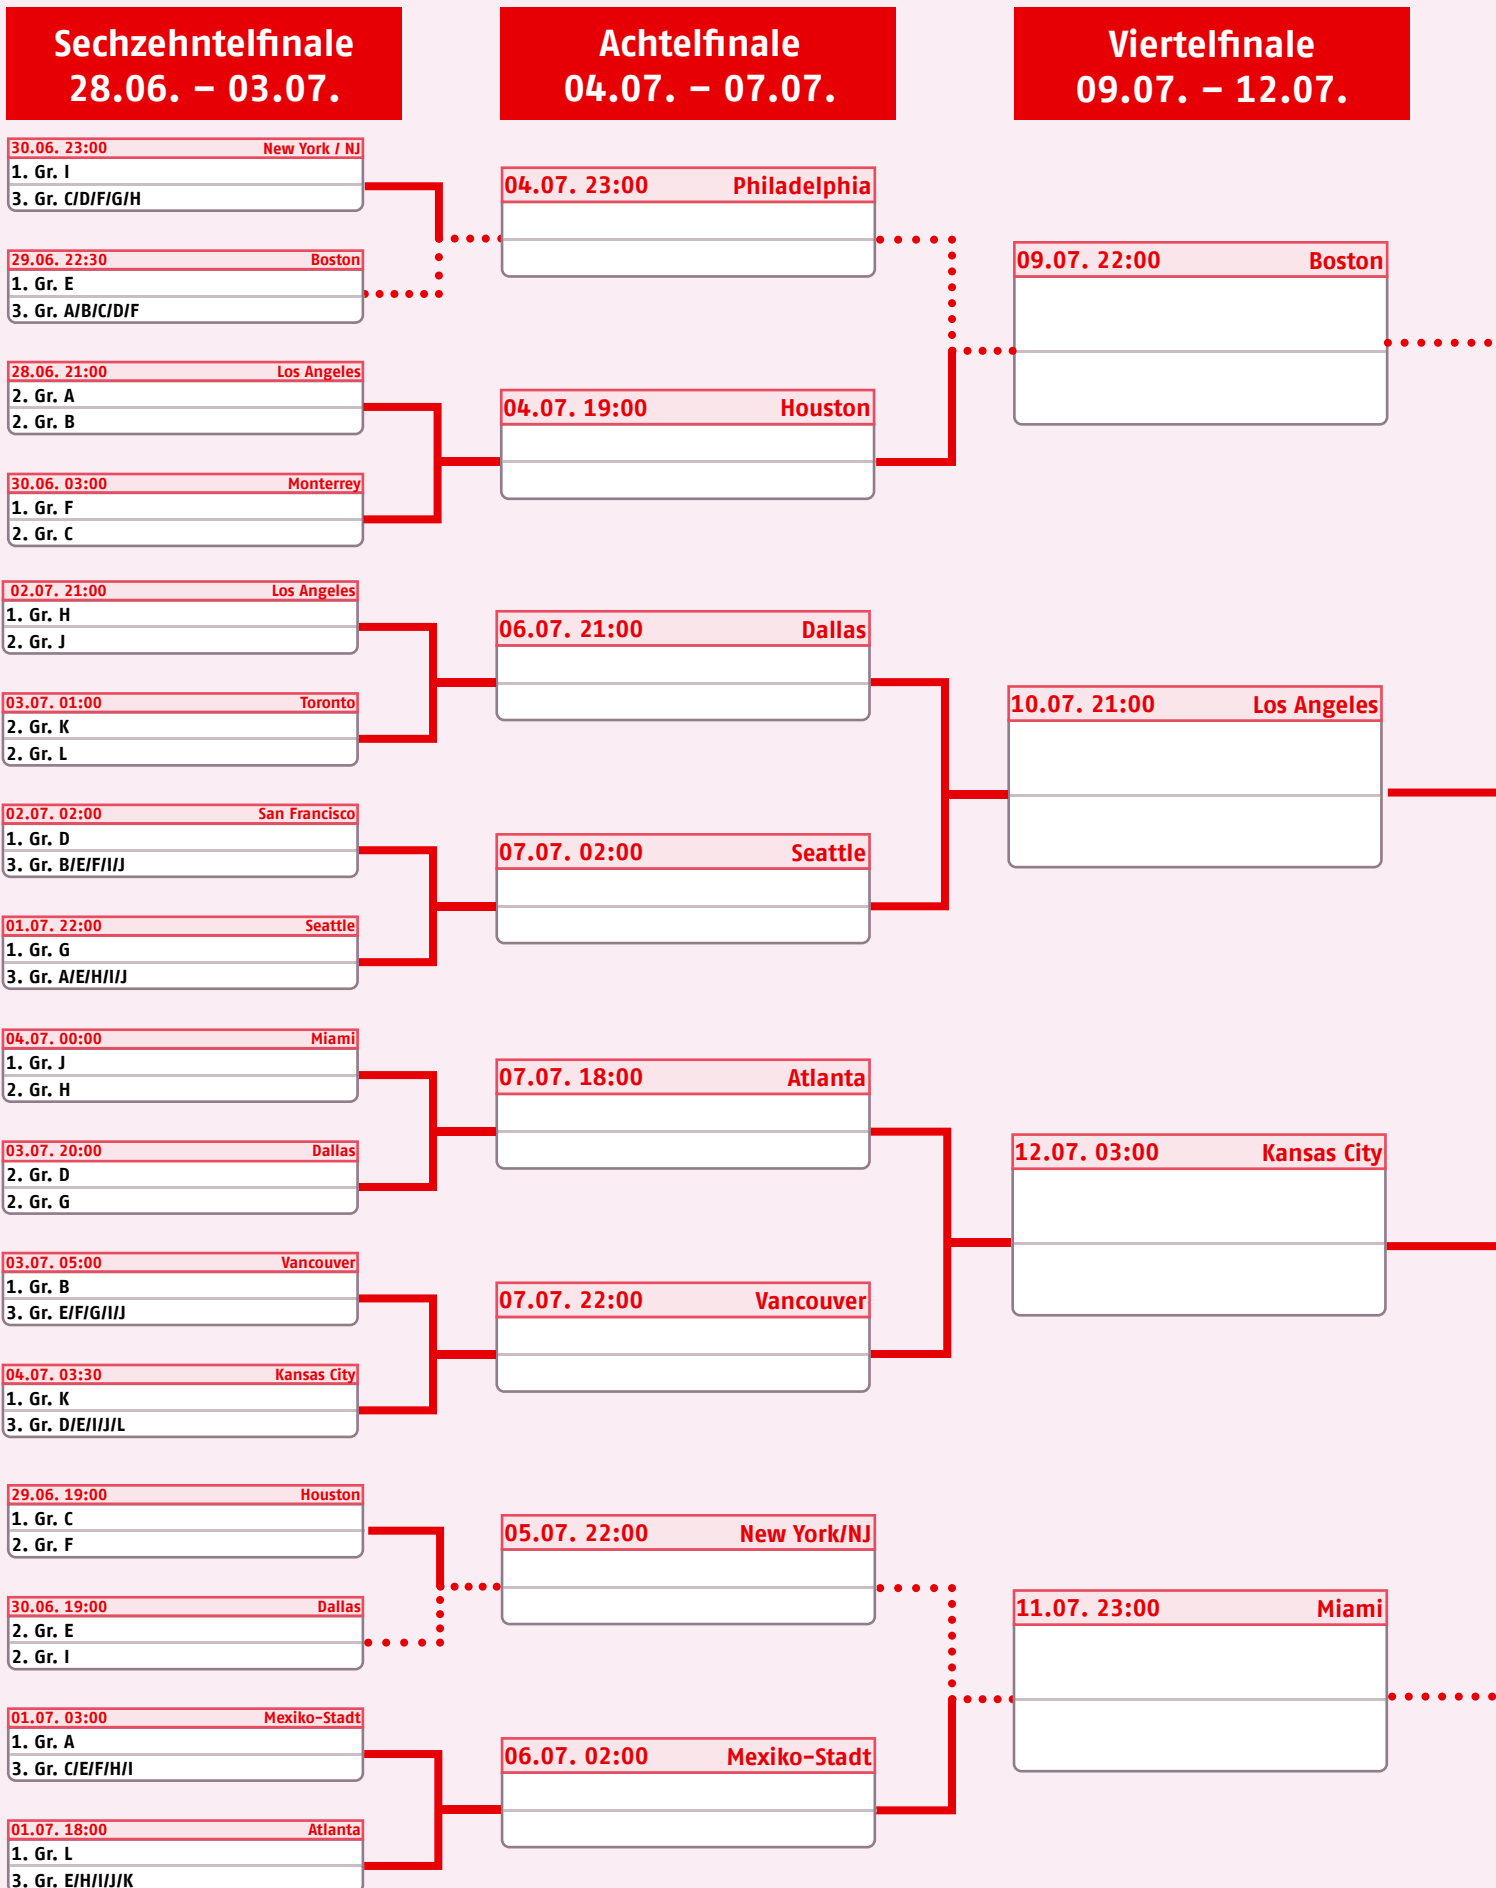 Sechzehntelfinale
28.06. – 03.07.
30.06. 23:00 New York / NJ
1. Gr. I
3. Gr. C/D/F/G/H
29.06. 22:30 Boston
1. Gr. E
3. Gr. A/B/C/D/F
28.06. 21:00 Los Angeles
2. Gr. A
2. Gr. B
30.06. 03:00 Monterrey
1. Gr. F
2. Gr. C
02.07. 21:00 Los Angeles
1. Gr. H
2. Gr. J
03.07. 01:00 Toronto
2. Gr. K
2. Gr. L
02.07. 02:00 San Francisco
1. Gr. D
3. Gr. B/E/F/I/J
01.07. 22:00 Seattle
1. Gr. G
3. Gr. A/E/H/I/J
04.07. 00:00 Miami
1. Gr. J
2. Gr. H
03.07. 20:00 Dallas
2. Gr. D
2. Gr. G
03.07. 05:00 Vancouver
1. Gr. B
3. Gr. E/F/G/I/J
04.07. 03:30 Kansas City
1. Gr. K
3. Gr. D/E/I/J/L
29.06. 19:00 Houston
1. Gr. C
2. Gr. F
30.06. 19:00 Dallas
2. Gr. E
2. Gr. I
01.07. 03:00 Mexiko-Stadt
1. Gr. A
3. Gr. C/E/F/H/I
01.07. 18:00 Atlanta
1. Gr. L
3. Gr. E/H/I/J/K
Achtelfinale
04.07. – 07.07.
04.07. 23:00 Philadelphia
04.07. 19:00 Houston
06.07. 21:00 Dallas
07.07. 02:00 Seattle
07.07. 18:00 Atlanta
07.07. 22:00 Vancouver
05.07. 22:00 New York/NJ
06.07. 02:00 Mexiko-Stadt
Viertelfinale
09.07. – 12.07.
09.07. 22:00 Boston
10.07. 21:00 Los Angeles
12.07. 03:00 Kansas City
11.07. 23:00 Miami